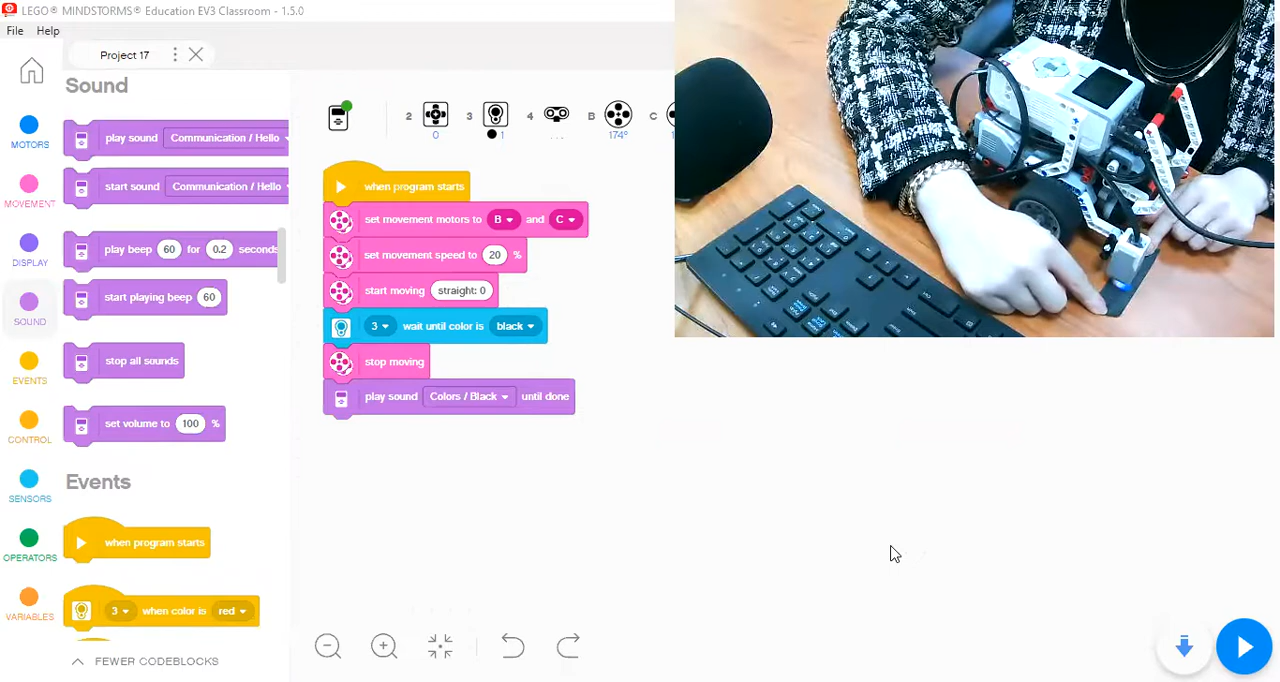 LEGO® MINDSTORMS® Education EV3 Classroom - 1.5.0
File Help
Project 17
MOTORS
MOVEMENT
DISPLAY
SOUND
EVENTS
CONTROL
SENSORS
OPERATORS
VARIABLES
Sound
play sound Communication / Hello
start sound Communication / Hello
play beep 60 for 0.2 seconds
start playing beep 60
stop all sounds
set volume to 100 %
Events
when program starts
3 when color is red
FEWER CODEBLOCKS
2 3 4 B C
0 1 ... 174°
when program starts
set movement motors to B and C
set movement speed to 20 %
start moving straight: 0
3 wait until color is black
stop moving
play sound Colors / Black until done